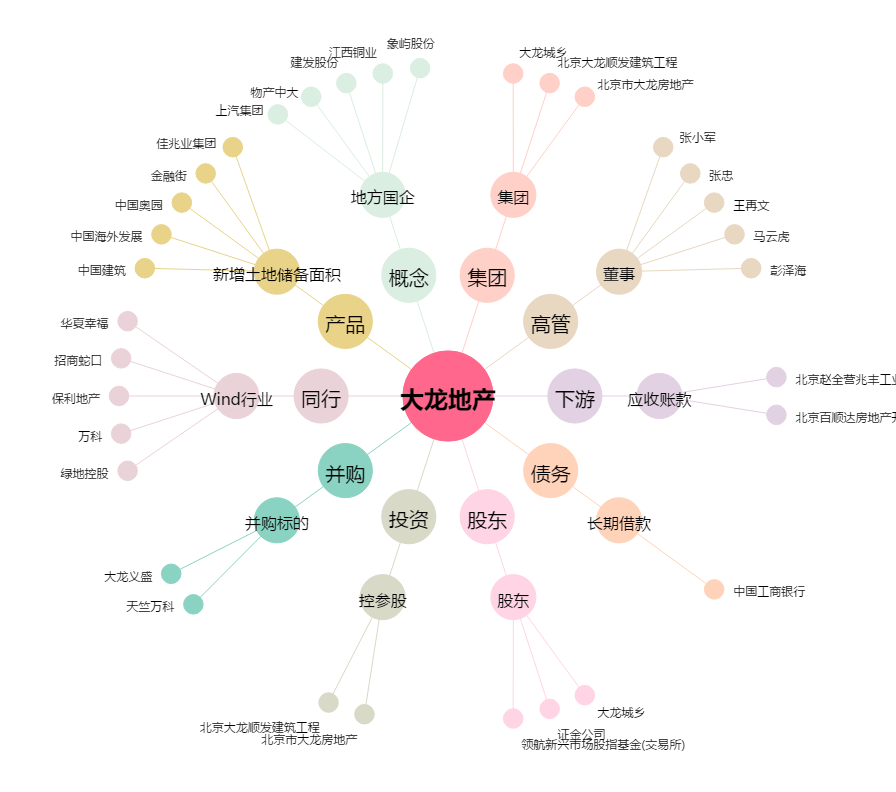 象屿股份
江西铜业
建发股份
物产中大
上汽集团
地方国企
概念
大龙城乡
北京大龙顺发建筑工程
北京市大龙房地产
集团
集团
张小军
张忠
王再文
马云虎
彭泽海
董事
高管
佳兆业集团
金融街
中国奥园
中国海外发展
中国建筑
新增土地储备面积
产品
华夏幸福
招商蛇口
保利地产
万科
绿地控股
Wind行业
同行
大龙地产
下游
应收账款
北京赵全营兆丰工业
北京百顺达房地产开
并购
并购标的
大龙义盛
天竺万科
投资
控参股
北京大龙顺发建筑工程
北京市大龙房地产
股东
股东
大龙城乡
证金公司
领航新兴市场股指基金(交易所)
债务
长期借款
中国工商银行